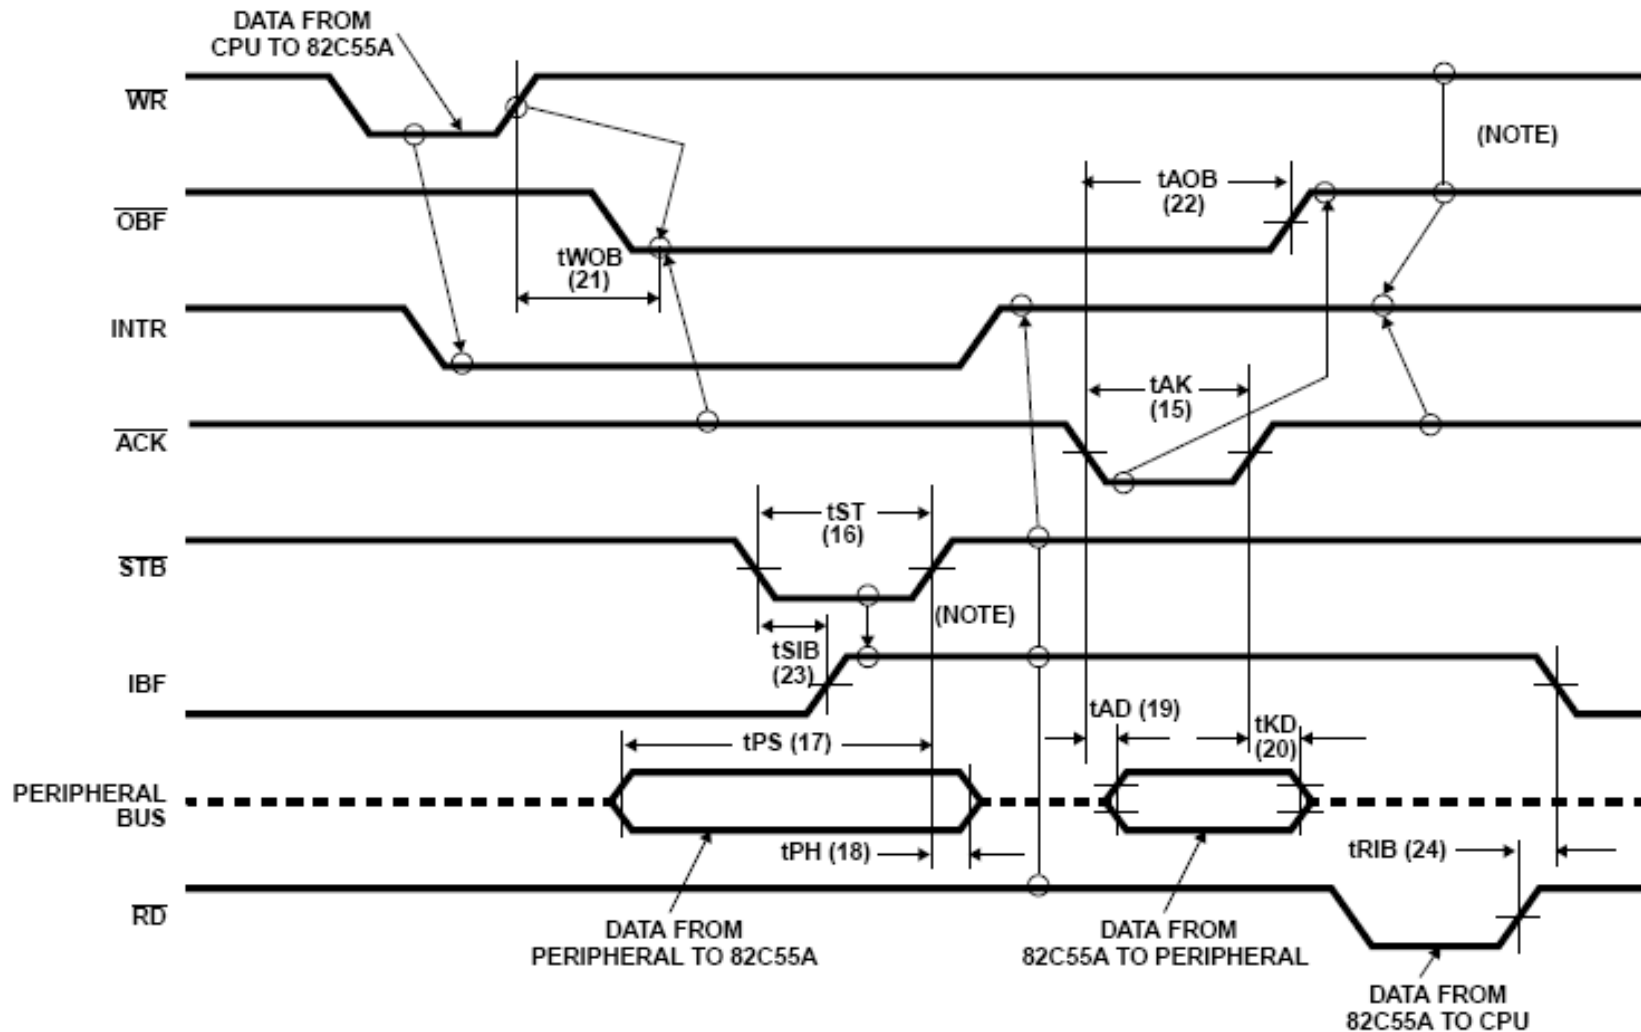 DATA FROM
CPU TO 82C55A
WR
(NOTE)
tAOB
(22)
OBF
tWOB
(21)
INTR
tAK
(15)
ACK
tST
(16)
STB
(NOTE)
tSIB
(23)
IBF
tAD (19)
tKD
(20)
tPS (17)
PERIPHERAL
BUS
tPH (18)
tRIB (24)
RD
DATA FROM
PERIPHERAL TO 82C55A
DATA FROM
82C55A TO PERIPHERAL
DATA FROM
82C55A TO CPU